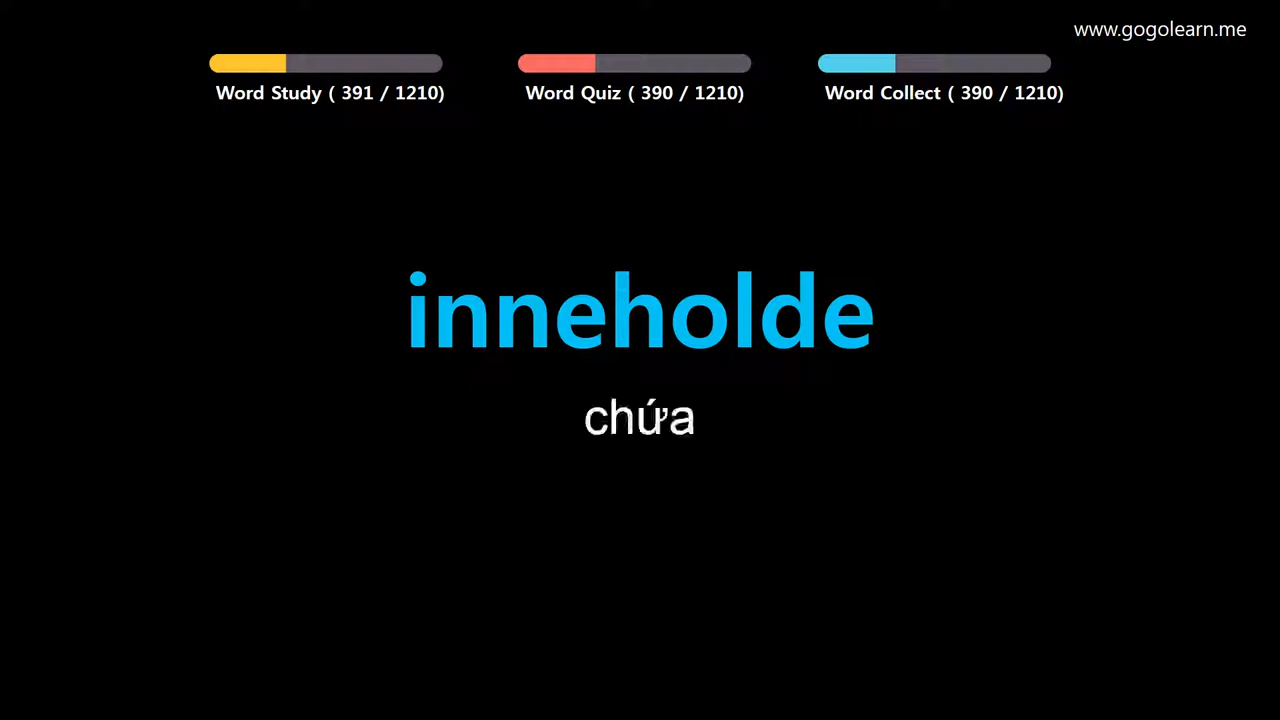 www.gogolearn.me
Word Study ( 391 / 1210)
Word Quiz ( 390 / 1210)
Word Collect ( 390 / 1210)
inneholde
chứa